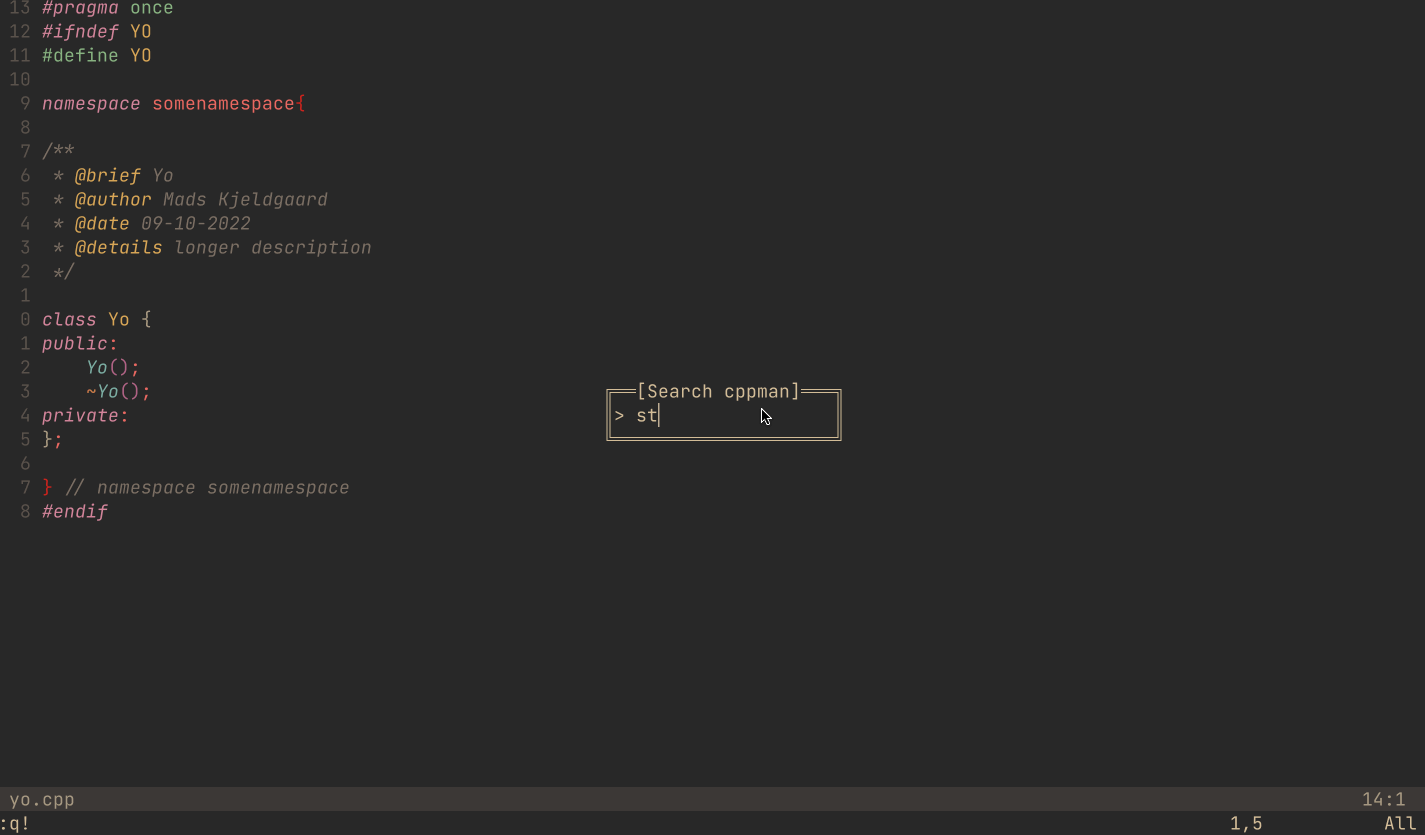 13 #pragma once
12 #ifndef YO
11 #define YO
10
9 namespace somenamespace{
8
7 /**
6  * @brief Yo
5  * @author Mads Kjeldgaard
4  * @date 09-10-2022
3  * @details longer description
2  */
1
0 class Yo {
1 public:
2     Yo();
3     ~Yo();
[Search cppman]
4 private:
> st
5 };
6
7 } // namespace somenamespace
8 #endif
yo.cpp 14:1
:q! 1,5 All